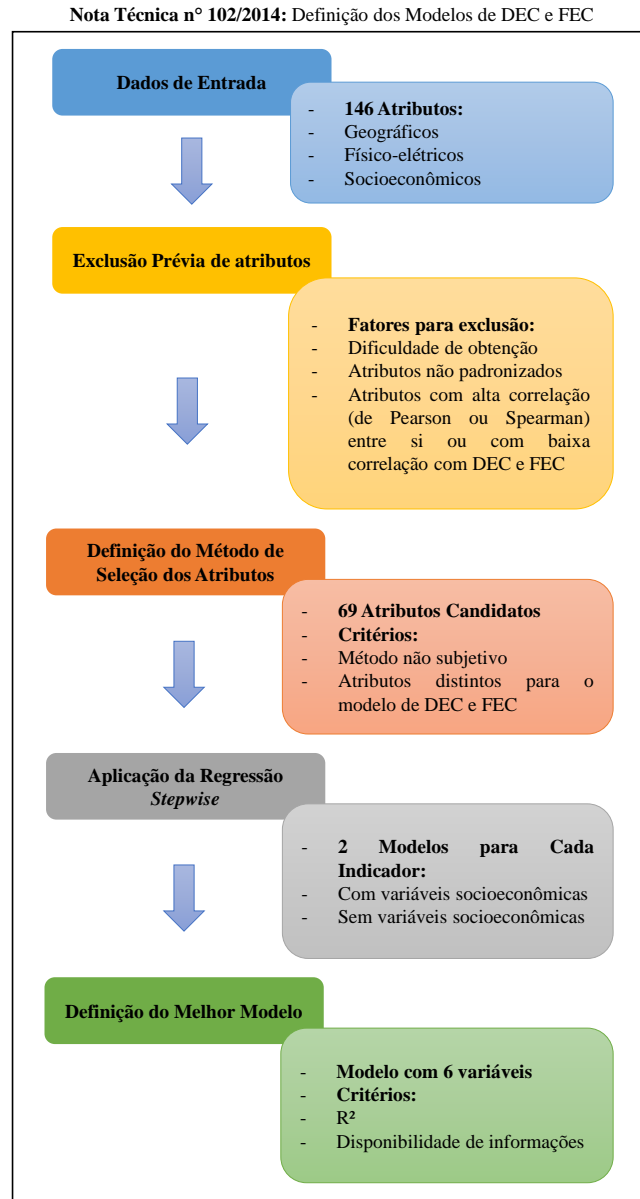 Nota Técnica n° 102/2014: Definição dos Modelos de DEC e FEC
Dados de Entrada
- 146 Atributos:
- Geográficos
- Físico-elétricos
- Socioeconômicos
Exclusão Prévia de atributos
- Fatores para exclusão:
- Dificuldade de obtenção
- Atributos não padronizados
- Atributos com alta correlação
(de Pearson ou Spearman)
entre si ou com baixa
correlação com DEC e FEC
Definição do Método de
Seleção dos Atributos
- 69 Atributos Candidatos
- Critérios:
- Método não subjetivo
- Atributos distintos para o
modelo de DEC e FEC
Aplicação da Regressão
Stepwise
- 2 Modelos para Cada
Indicador:
- Com variáveis socioeconômicas
- Sem variáveis socioeconômicas
Definição do Melhor Modelo
- Modelo com 6 variáveis
- Critérios:
- R²
- Disponibilidade de informações